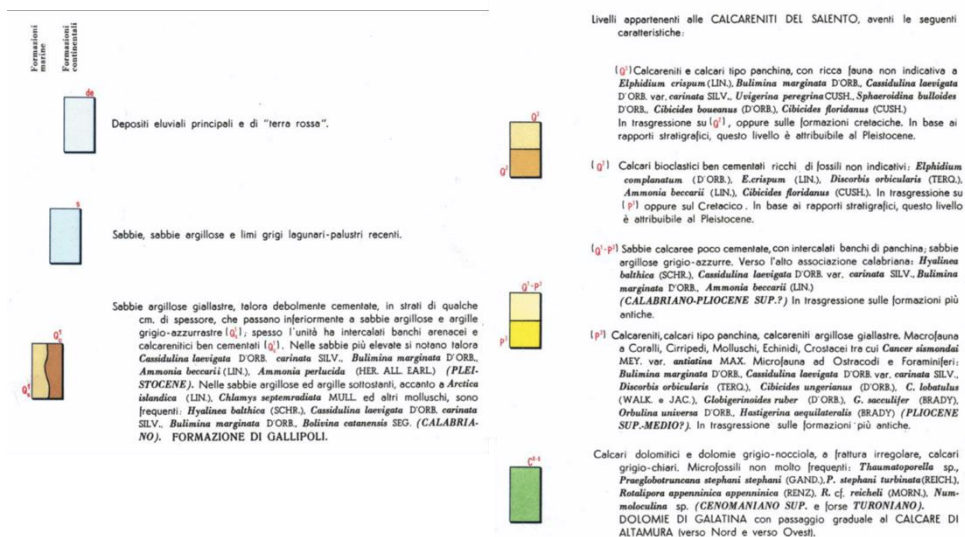 Formazioni
marine
Formazioni
continentali
de
Depositi eluviali principali e di "terra rossa".
s
Sabbie, sabbie argillose e limi grigi lagunari-palustri recenti.
Sabbie argillose giallastre, talora debolmente cementate, in strati di qualche
cm. di spessore, che passano inferiormente a sabbie argillose e argille
grigio-azzurrastre (Q); spesso l'unità ha intercalati banchi arenacei e
calcarenitici ben cementati (Q). Nelle sabbie più elevate si notano talora
Cassidulina laevigata D'ORB. carinata SILV., Bulimina marginata D'ORB.,
Ammonia beccarii (LIN.), Ammonia perlucida (HER. ALL. EARL.) (PLEI-
STOCENE). Nelle sabbie argillose ed argille sottostanti, accanto a Arctica
islandica (LIN.), Chlamys septemradiata MULL. ed altri molluschi, sono
frequenti: Hyalinea balthica (SCHR.), Cassidulina laevigata D'ORB. carinata
SILV., Bulimina marginata D'ORB., Bolivina catanensis SEG. (CALABRIA-
NO). FORMAZIONE DI GALLIPOLI.
Livelli appartenenti alle CALCARENITI DEL SALENTO, aventi le seguenti
caratteristiche:
(Q³) Calcareniti e calcari tipo panchina, con ricca fauna non indicativa a
Elphidium crispum (LIN.), Bulimina marginata D'ORB., Cassidulina laevigata
D'ORB. var. carinata SILV., Uvigerina peregrina CUSH., Sphaeroidina bulloides
D'ORB., Cibicides boueanus (D'ORB.), Cibicides floridanus (CUSH.)
In trasgressione su (Q²), oppure sulle formazioni cretaciche. In base ai
rapporti stratigrafici, questo livello è attribuibile al Pleistocene.
Q³
Q²
(Q²) Calcari bioclastici ben cementati ricchi di fossili non indicativi: Elphidium
complanatum (D'ORB.), E. crispum (LIN.), Discorbis orbicularis (TERQ.),
Ammonia beccarii (LIN.), Cibicides floridanus (CUSH.). In trasgressione su
(P³) oppure sul Cretacico. In base ai rapporti stratigrafici, questo livello
è attribuibile al Pleistocene.
(Q¹-P³) Sabbie calcaree poco cementate, con intercalati banchi di panchina; sabbie
argillose grigio-azzurre. Verso l'alto associazione calabriana: Hyalinea
balthica (SCHR.), Cassidulina laevigata D'ORB. var. carinata SILV., Bulimina
marginata D'ORB., Ammonia beccarii (LIN.)
(CALABRIANO-PLIOCENE SUP.?) In trasgressione sulle formazioni più
antiche.
Q¹-P³
P³
(P³) Calcareniti, calcari tipo panchina, calcareniti argillose giallastre. Macrofauna
a Coralli, Cirripedi, Molluschi, Echinidi, Crostacei tra cui Cancer sismondai
MEY. var. antiatina MAX. Microfauna ad Ostracodi e Foraminiferi:
Bulimina marginata D'ORB., Cassidulina laevigata D'ORB. var. carinata SILV.,
Discorbis orbicularis (TERQ.), Cibicides ungerianus (D'ORB.), C. lobatulus
(WALK. e JAC.), Globigerinoides ruber (D'ORB.), G. sacculifer (BRADY),
Orbulina universa D'ORB., Hastigerina aequilateralis (BRADY) (PLIOCENE
SUP.-MEDIO?). In trasgressione sulle formazioni più antiche.
Calcari dolomitici e dolomie grigio-nocciola, a frattura irregolare, calcari
grigio-chiari. Microfossili non molto frequenti: Thaumatoporella sp.,
Praeglobotruncana stephani stephani (GAND.), P. stephani turbinata (REICH.),
Rotalipora appenninica appenninica (RENZ), R. cf. reicheli (MORN.), Num-
moloculina sp. (CENOMANIANO SUP. e forse TURONIANO).
DOLOMIE DI GALATINA con passaggio graduale al CALCARE DI
ALTAMURA (verso Nord e verso Ovest).